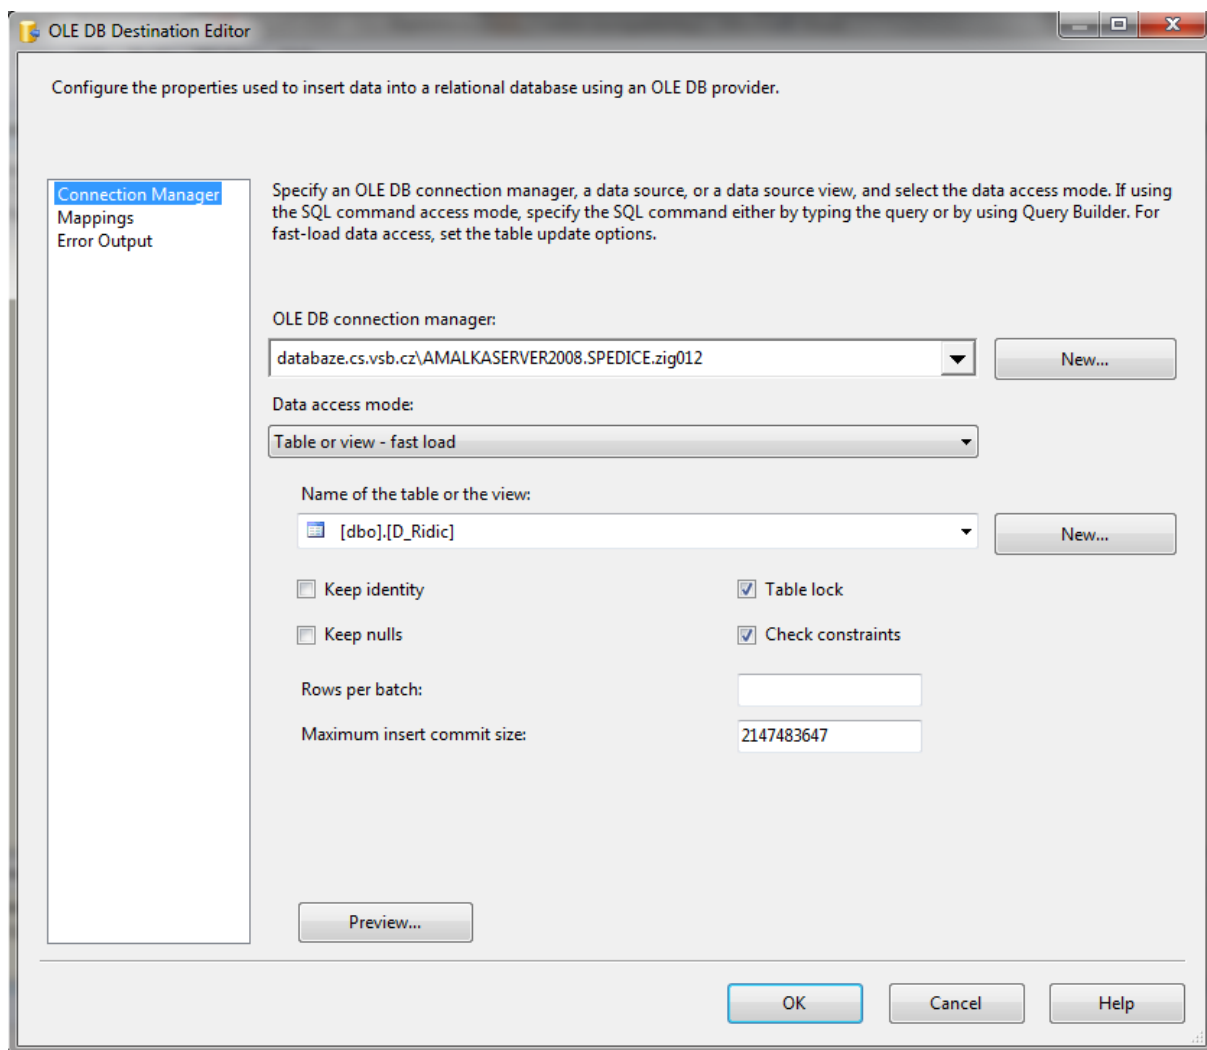 OLE DB Destination Editor
Configure the properties used to insert data into a relational database using an OLE DB provider.
Connection Manager
Mappings
Error Output
Specify an OLE DB connection manager, a data source, or a data source view, and select the data access mode. If using
the SQL command access mode, specify the SQL command either by typing the query or by using Query Builder. For
fast-load data access, set the table update options.
OLE DB connection manager:
databaze.cs.vsb.cz\AMALKASERVER2008.SPEDICE.zig012
New...
Data access mode:
Table or view - fast load
Name of the table or the view:
[dbo].[D_Ridic]
New...
Keep identity
Table lock
Keep nulls
Check constraints
Rows per batch:
Maximum insert commit size:
2147483647
Preview...
OK
Cancel
Help